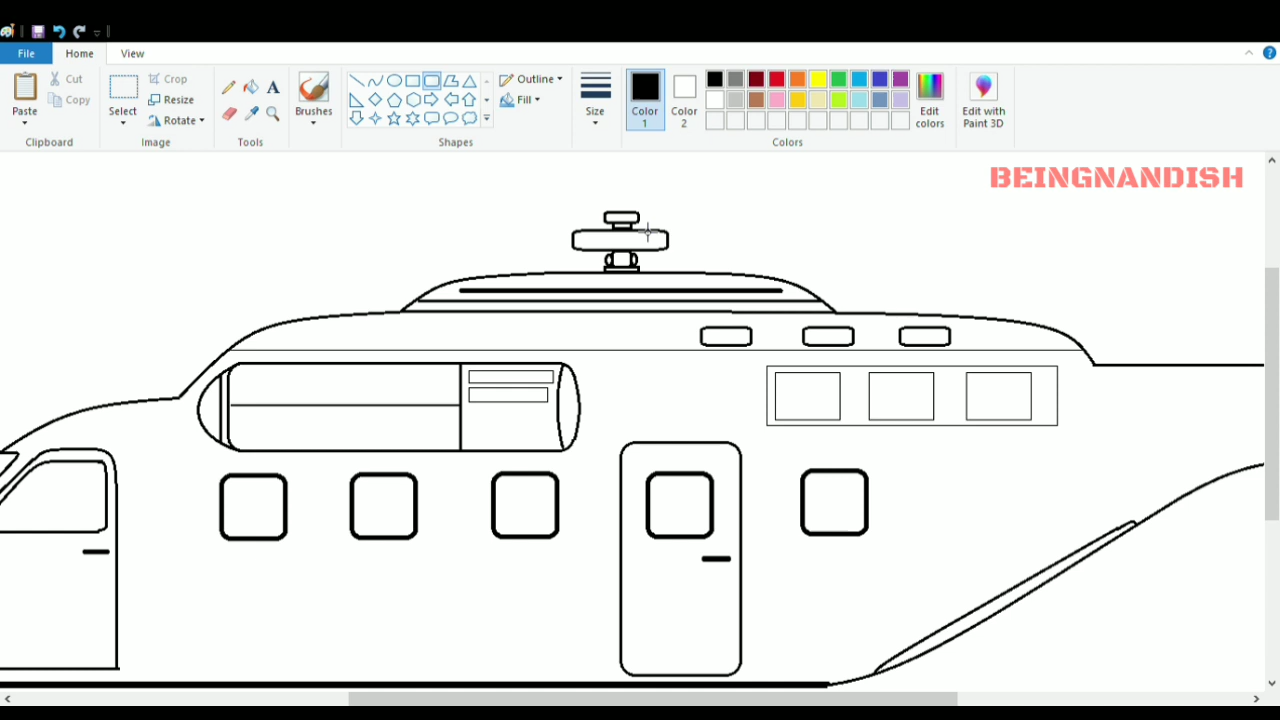 File Home View
Paste
Cut
Copy
Clipboard
Select
Crop
Resize
Rotate
Image
A
Tools
Brushes
Shapes
Outline
Fill
Size
Color
1
Color
2
Edit
colors
Colors
Edit with
Paint 3D
BEINGNANDISH